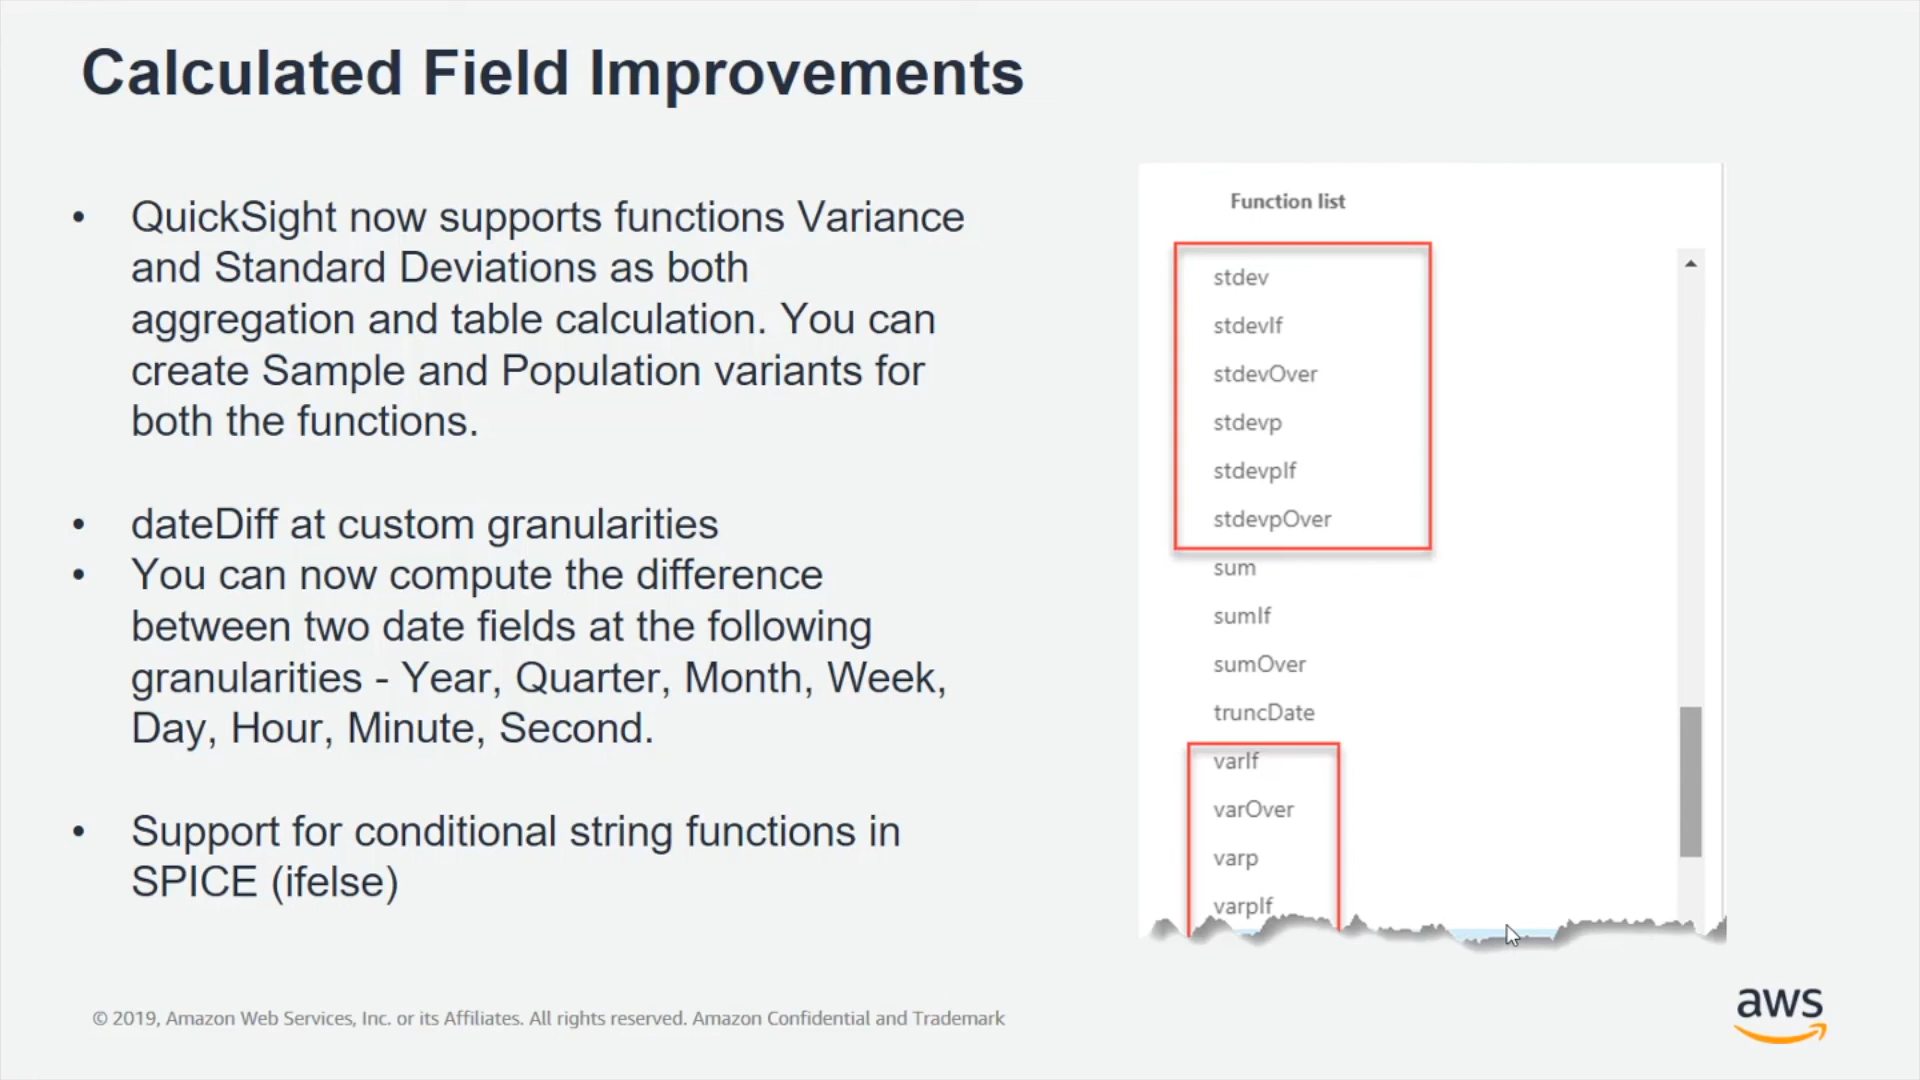 Calculated Field Improvements
• QuickSight now supports functions Variance
and Standard Deviations as both
aggregation and table calculation. You can
create Sample and Population variants for
both the functions.
• dateDiff at custom granularities
• You can now compute the difference
between two date fields at the following
granularities - Year, Quarter, Month, Week,
Day, Hour, Minute, Second.
• Support for conditional string functions in
SPICE (ifelse)
Function list
stdev
stdevIf
stdevOver
stdevp
stdevpIf
stdevpOver
sum
sumIf
sumOver
truncDate
varIf
varOver
varp
varpIf
© 2019, Amazon Web Services, Inc. or its Affiliates. All rights reserved. Amazon Confidential and Trademark
aws